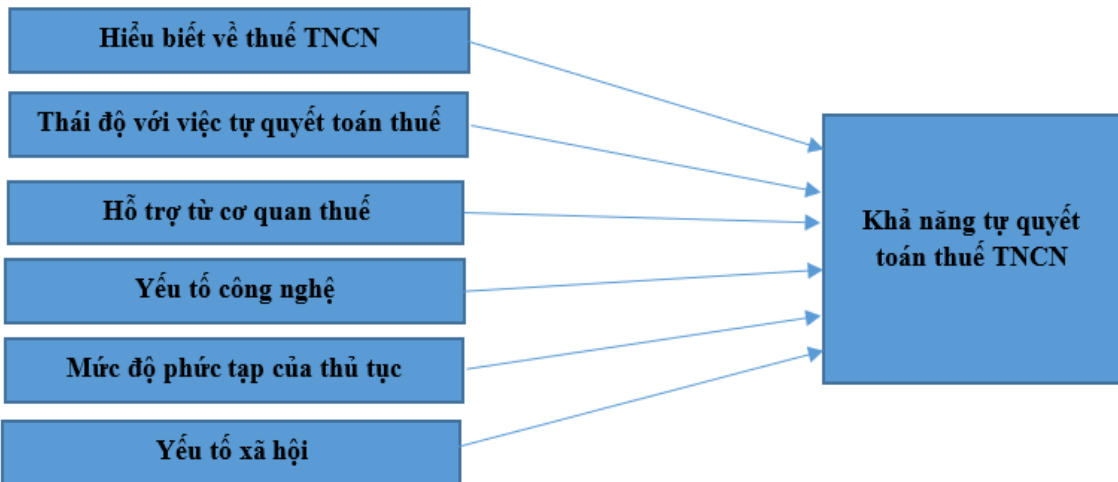 Hiểu biết về thuế TNCN
Thái độ với việc tự quyết toán thuế
Hỗ trợ từ cơ quan thuế
Yếu tố công nghệ
Mức độ phức tạp của thủ tục
Yếu tố xã hội
Khả năng tự quyết
toán thuế TNCN